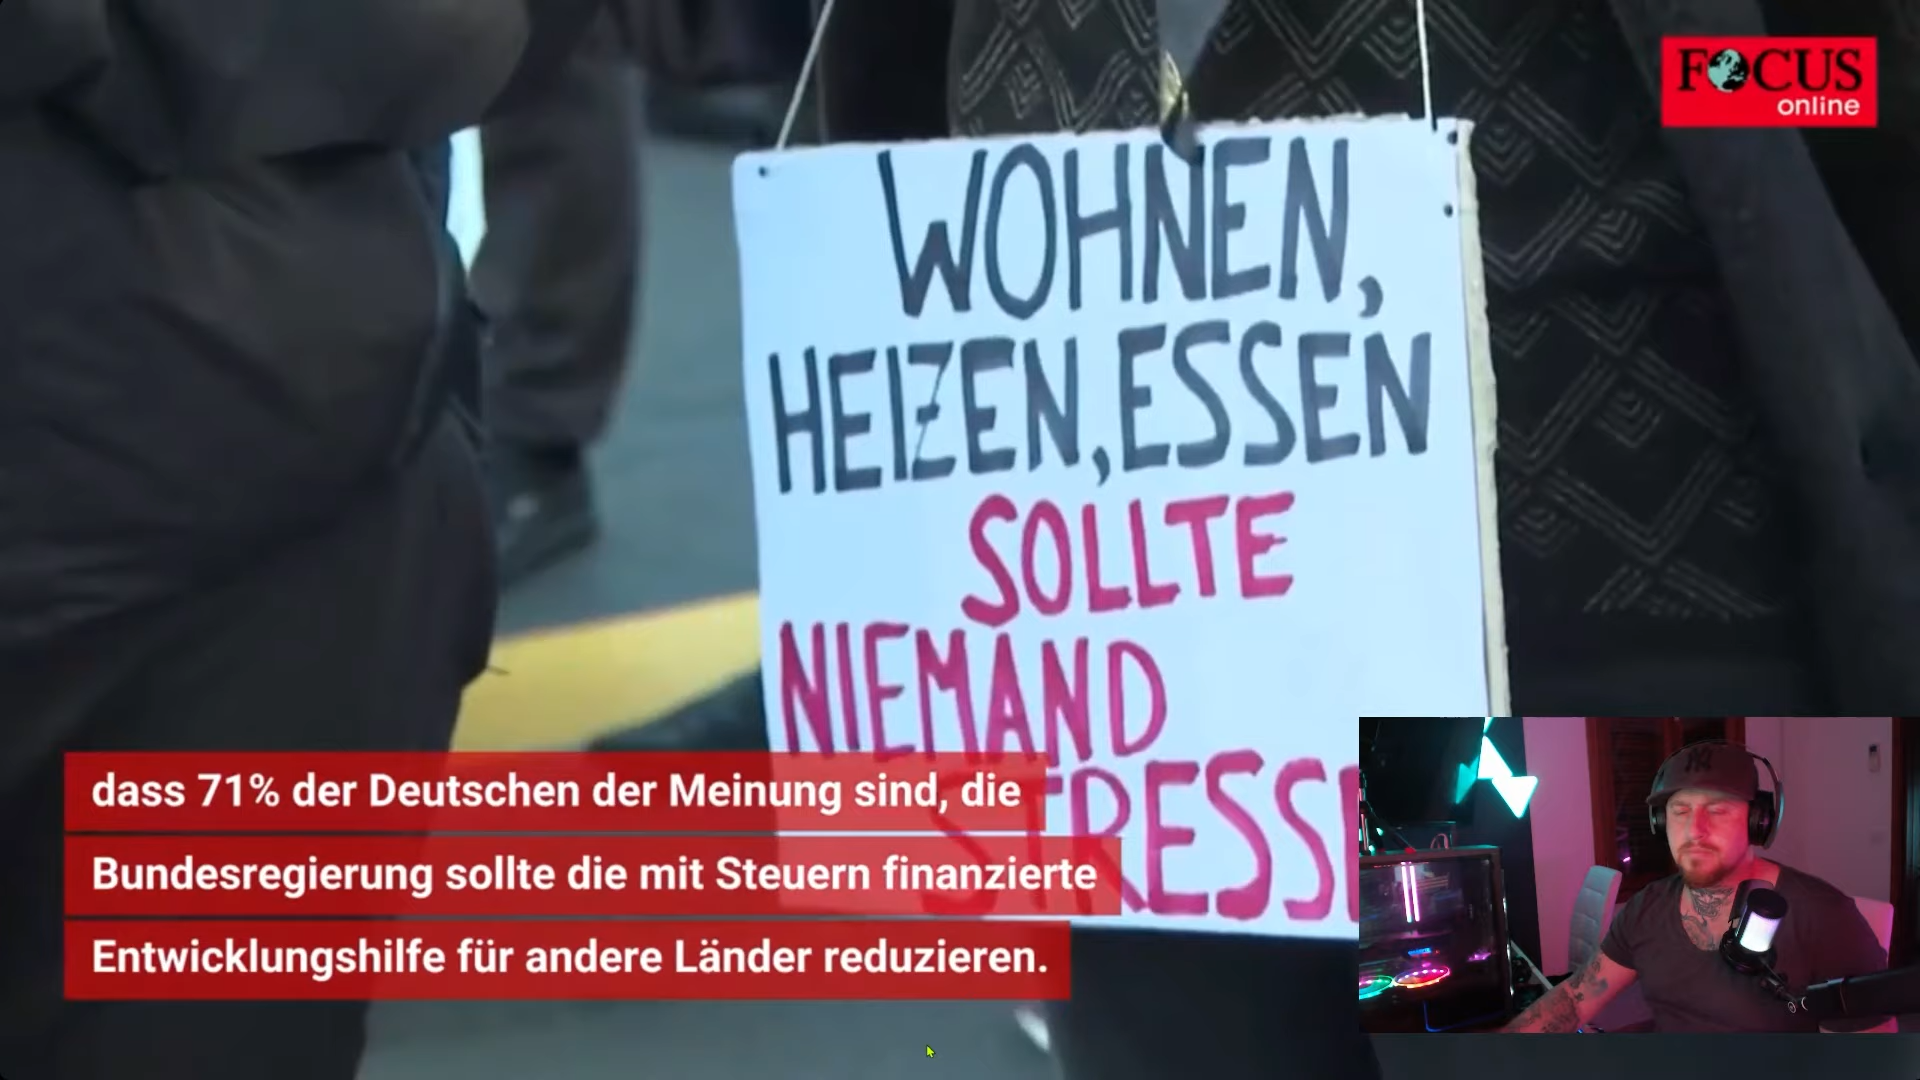 FOCUS
online
WOHNEN,
HEIZEN, ESSEN
SOLLTE
NIEMAND
dass 71% der Deutschen der Meinung sind, die
Bundesregierung sollte die mit Steuern finanzierte
Entwicklungshilfe für andere Länder reduzieren.
NY